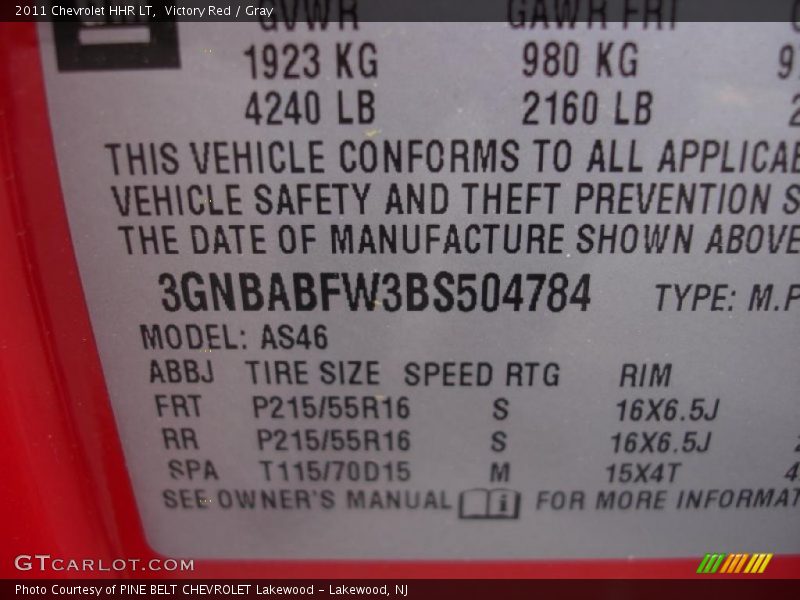 2011 Chevrolet HHR LT,  Victory Red / Gray
GVWR GAWR FRT
1923 KG 980 KG
4240 LB 2160 LB
THIS VEHICLE CONFORMS TO ALL APPLICAB
VEHICLE SAFETY AND THEFT PREVENTION S
THE DATE OF MANUFACTURE SHOWN ABOVE
3GNBABFW3BS504784 TYPE: M.P
MODEL: AS46
ABBJ TIRE SIZE SPEED RTG RIM
FRT P215/55R16 S 16X6.5J
RR P215/55R16 S 16X6.5J
SPA T115/70D15 M 15X4T 4
SEE OWNER'S MANUAL i FOR MORE INFORMAT
GTCARLOT.COM
Photo Courtesy of PINE BELT CHEVROLET Lakewood - Lakewood, NJ